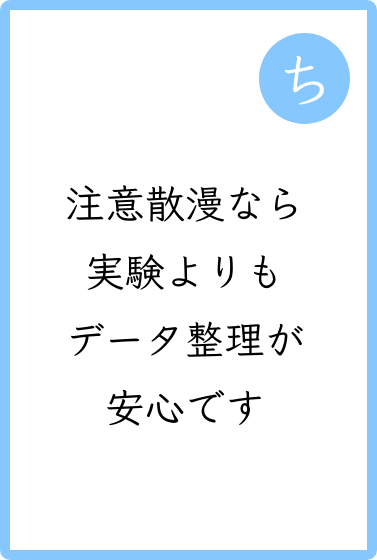 ち
注意散漫なら
実験よりも
データ整理が
安心です